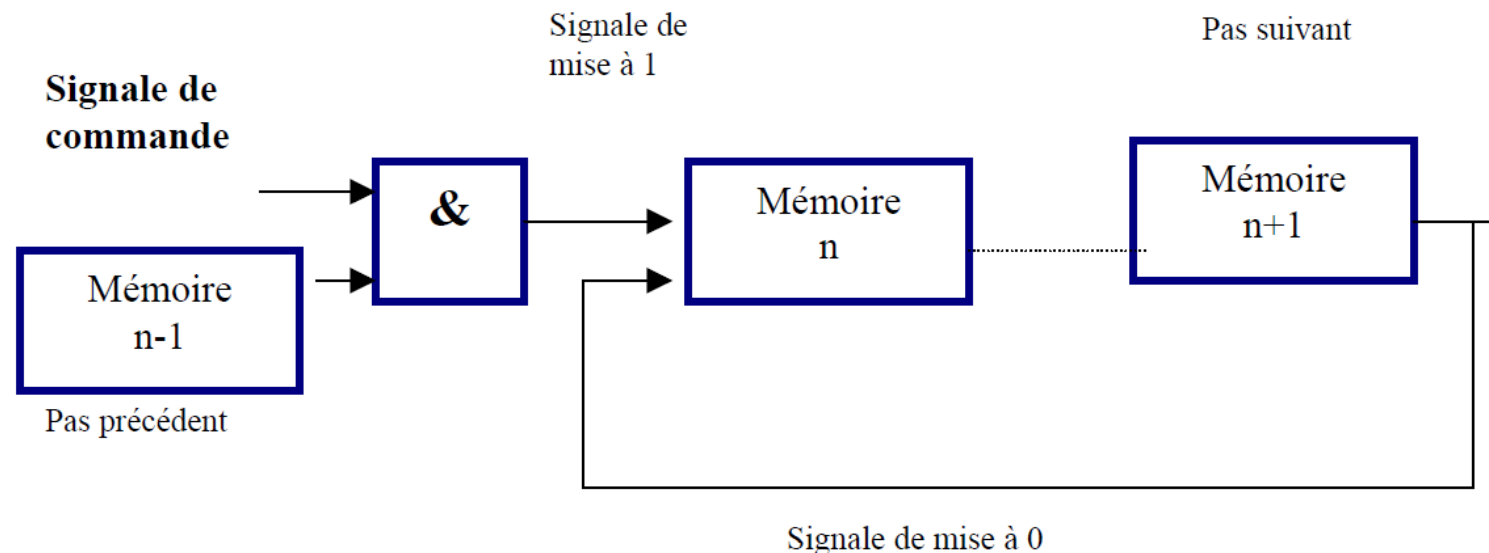 Signale de
mise à 1
Pas suivant
Signale de
commande
&
Mémoire
n
Mémoire
n+1
Mémoire
n-1
Pas précédent
Signale de mise à 0